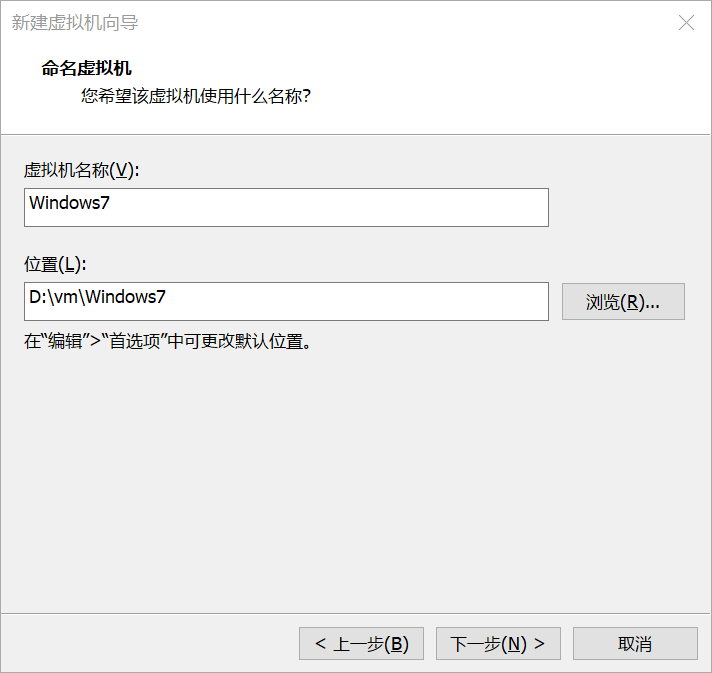 新建虚拟机向导
命名虚拟机
您希望该虚拟机使用什么名称?
虚拟机名称(V):
Windows7
位置(L):
D:\vm\Windows7
浏览(R)...
在“编辑”>“首选项”中可更改默认位置。
< 上一步(B)
下一步(N) >
取消